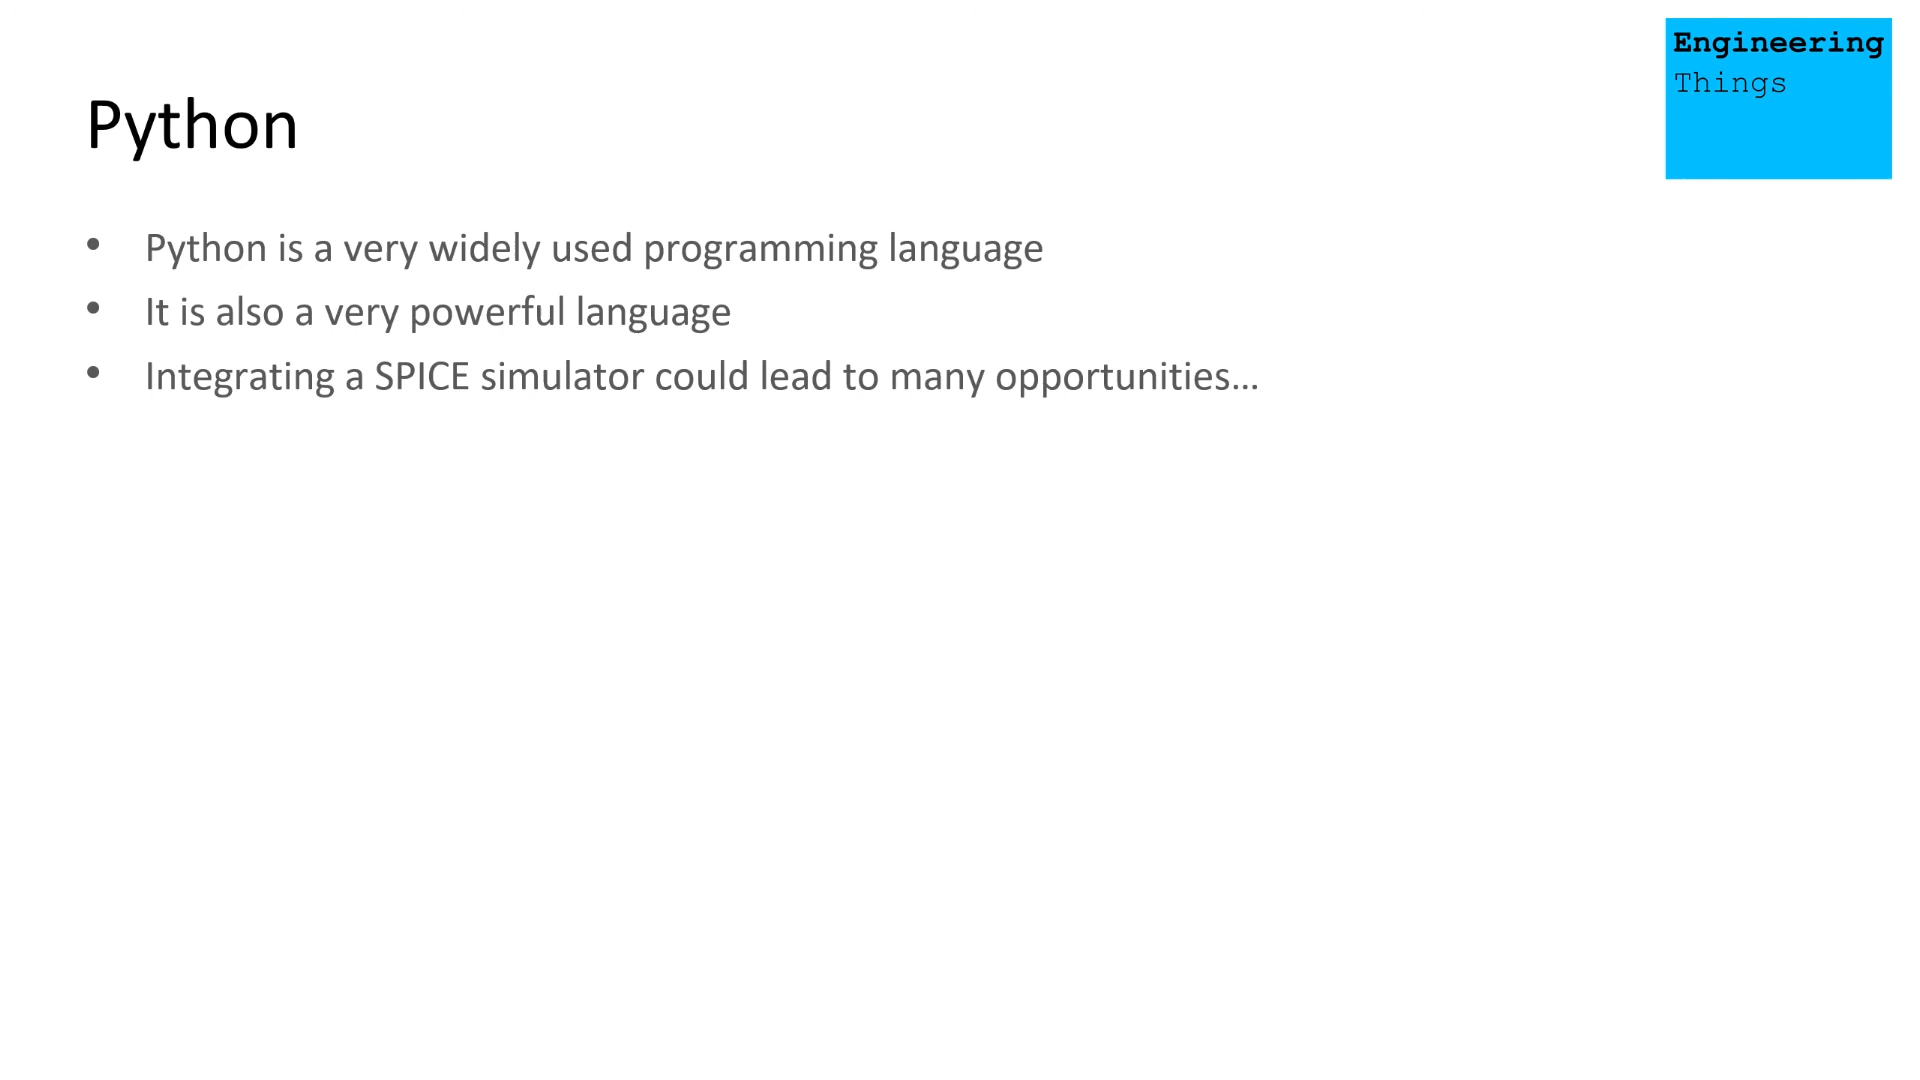 Engineering
Things
Python
• Python is a very widely used programming language
• It is also a very powerful language
• Integrating a SPICE simulator could lead to many opportunities…